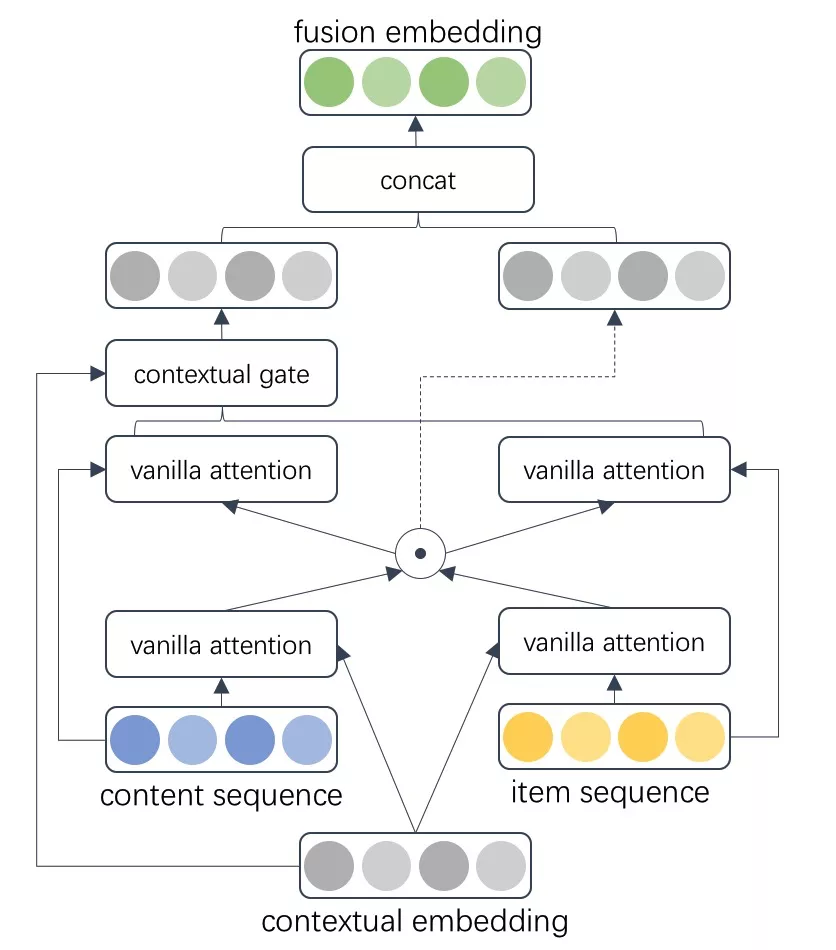 fusion embedding
concat
contextual gate
vanilla attention
vanilla attention
vanilla attention
vanilla attention
content sequence
item sequence
contextual embedding